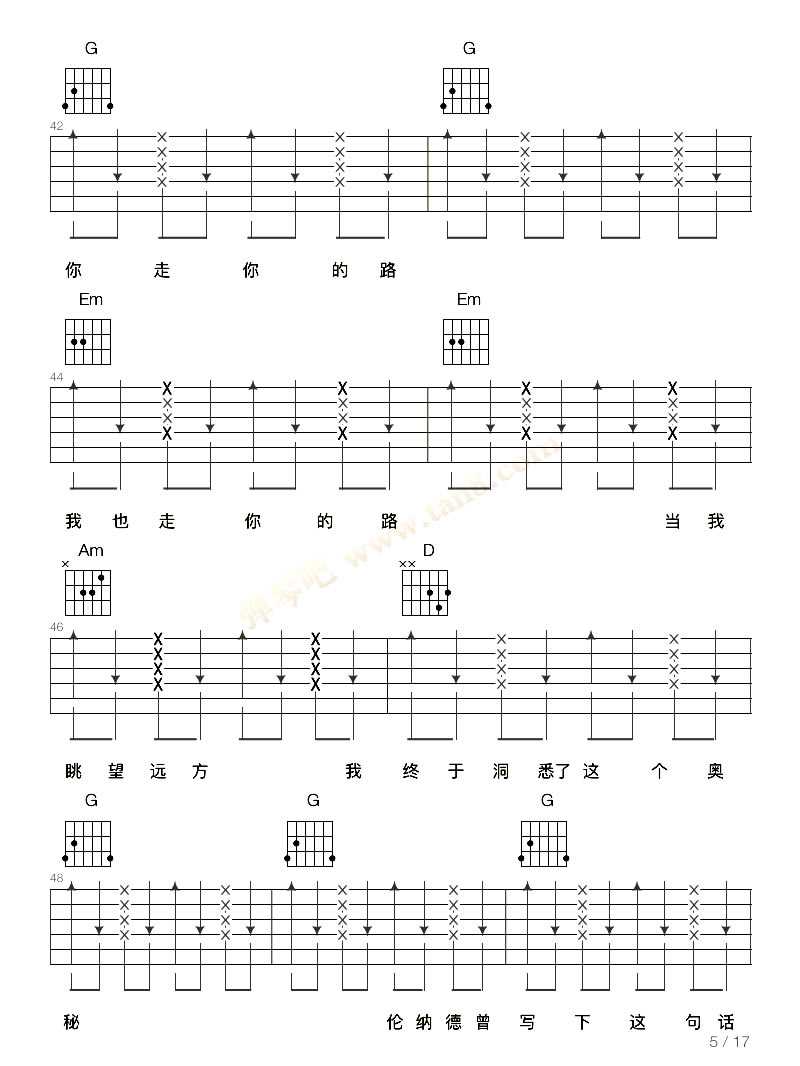 G G
42
你 走 你 的 路
Em Em
44
我 也 走 你 的 路 当 我
Am D
46
眺 望 远 方 我 终 于 洞 悉了 这 个 奥
G G G
48
秘 伦 纳 德 曾 写 下 这 句 话
弹琴吧 www.tan8.com
5 / 17